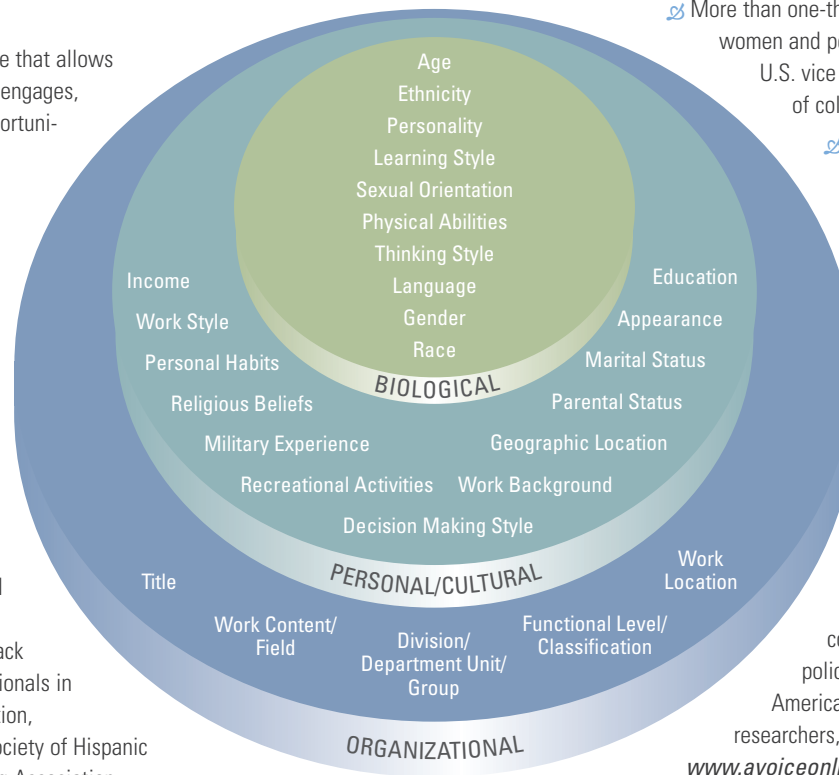 e that allows
engages,
ortuni-
More than one-th
women and pe
U.S. vice
of col
Age
Ethnicity
Personality
Learning Style
Sexual Orientation
Physical Abilities
Thinking Style
Language
Gender
Race
BIOLOGICAL
Income
Work Style
Personal Habits
Religious Beliefs
Military Experience
Recreational Activities
Education
Appearance
Marital Status
Parental Status
Geographic Location
Work Background
Decision Making Style
PERSONAL/CULTURAL
Title
Work Content/
Field
Division/
Department Unit/
Group
Functional Level/
Classification
Work
Location
ORGANIZATIONAL
ack
ionals in
tion,
ociety of Hispanic
Association
co
polic
America
researchers,
www.avoiceonli